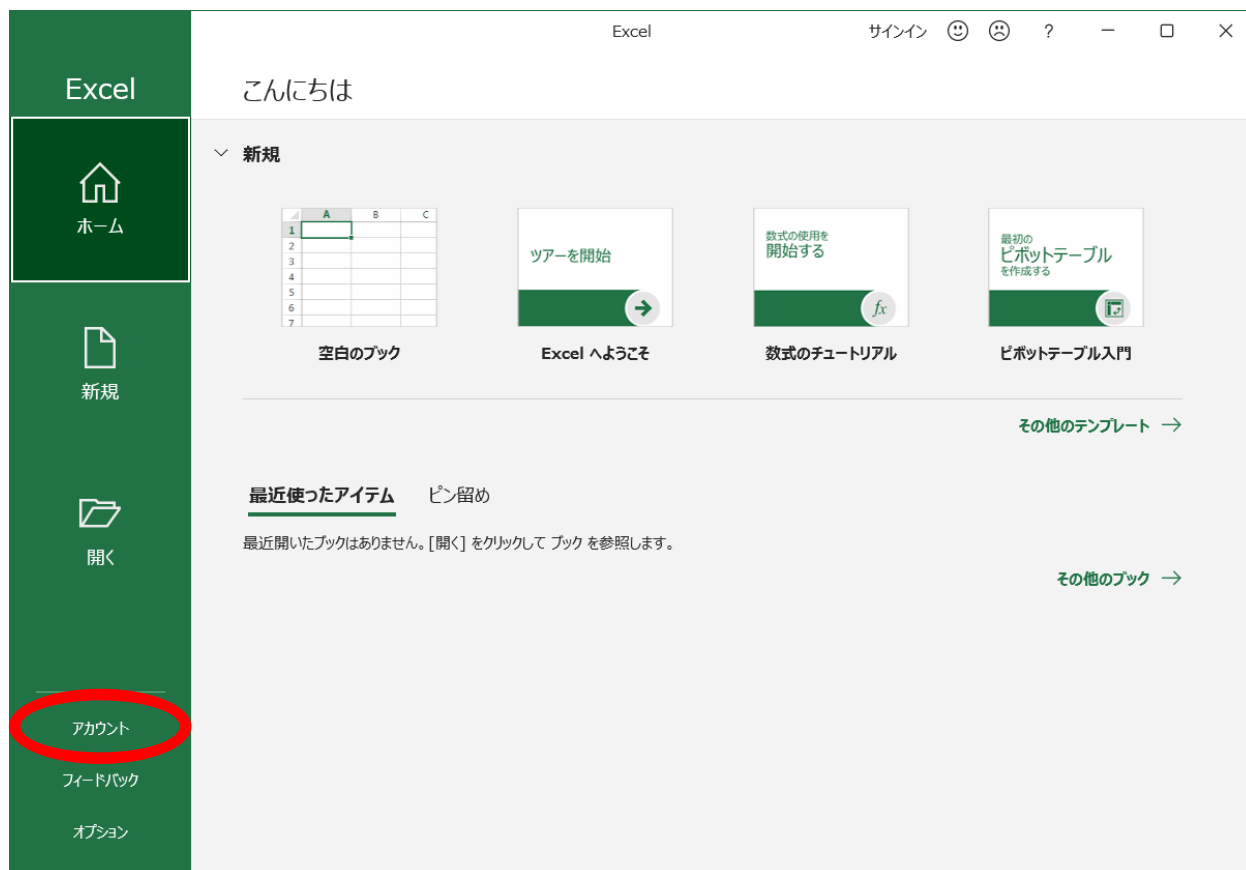 Excel
サインイン
?
Excel
こんにちは
ホーム
新規
開く
アカウント
フィードバック
オプション
新規
A B C
1
2
3
4
5
6
7
空白のブック
ツアーを開始
Excel へようこそ
数式の使用を
開始する
fx
数式のチュートリアル
最初の
ピボットテーブル
を作成する
ピボットテーブル入門
その他のテンプレート
最近使ったアイテム ピン留め
最近開いたブックはありません。[開く] をクリックして ブック を参照します。
その他のブック